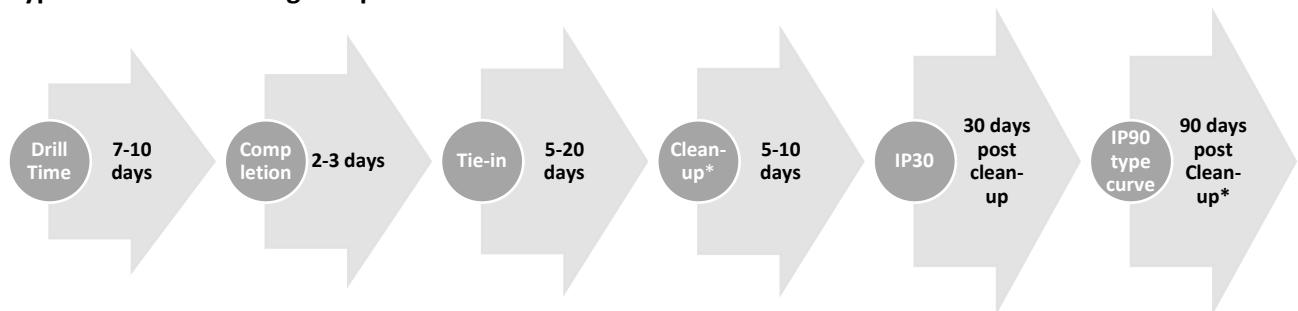 Drill
Time
7-10
days
Comp
letion
2-3 days
Tie-in
5-20
days
Clean-
up*
5-10
days
IP30
30 days
post
clean-
up
IP90
type
curve
90 days
post
Clean-
up*